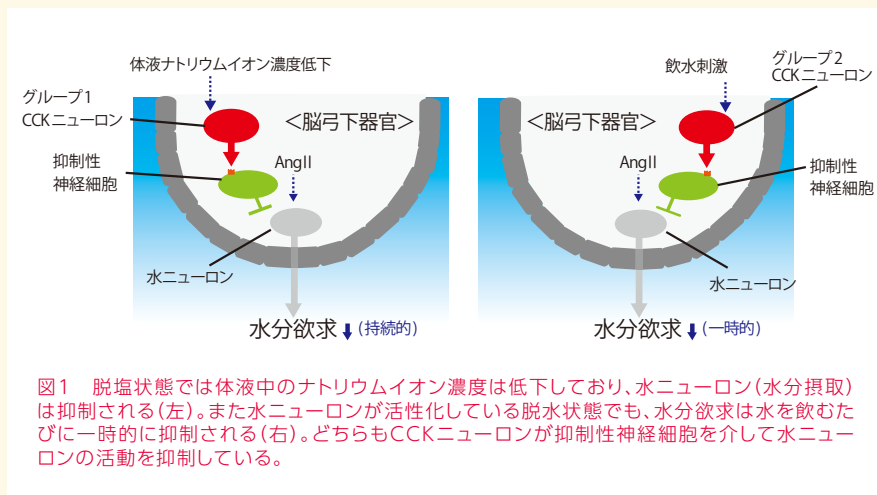 体液ナトリウムイオン濃度低下
グループ1
CCKニューロン
<脳弓下器官>
抑制性
神経細胞
AngII
水ニューロン
水分欲求 (持続的)
飲水刺激
グループ2
CCKニューロン
<脳弓下器官>
AngII
抑制性
神経細胞
水ニューロン
水分欲求 (一時的)
図1 脱塩状態では体液中のナトリウムイオン濃度は低下しており、水ニューロン(水分摂取)
は抑制される(左)。また水ニューロンが活性化している脱水状態でも、水分欲求は水を飲むた
びに一時的に抑制される(右)。どちらもCCKニューロンが抑制性神経細胞を介して水ニュー
ロンの活動を抑制している。